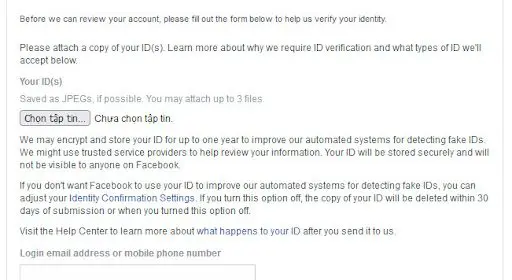 Before we can review your account, please fill out the form below to help us verify your identity.
Please attach a copy of your ID(s). Learn more about why we require ID verification and what types of ID we'll
accept below.
Your ID(s)
Saved as JPEGs, if possible. You may attach up to 3 files
Chọn tập tin... Chưa chọn tập tin.
We may encrypt and store your ID for up to one year to improve our automated systems for detecting fake IDs.
We might use trusted service providers to help review your information. Your ID will be stored securely and will
not be visible to anyone on Facebook.
If you don't want Facebook to use your ID to improve our automated systems for detecting fake IDs, you can
adjust your Identity Confirmation Settings. If you turn this option off, the copy of your ID will be deleted within 30
days of submission or when you turned this option off.
Visit the Help Center to learn more about what happens to your ID after you send it to us.
Login email address or mobile phone number